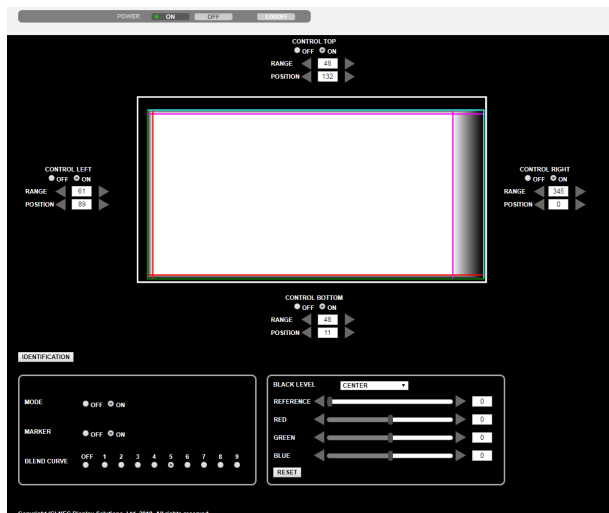 POWER ON OFF LOGOFF
CONTROL TOP
OFF ON
RANGE 48
POSITION 132
CONTROL LEFT
OFF ON
RANGE 61
POSITION 89
CONTROL RIGHT
OFF ON
RANGE 345
POSITION 0
CONTROL BOTTOM
OFF ON
RANGE 48
POSITION 11
IDENTIFICATION
MODE OFF ON
MARKER OFF ON
BLEND CURVE OFF 1 2 3 4 5 6 7 8 9
BLACK LEVEL CENTER
REFERENCE 0
RED 0
GREEN 0
BLUE 0
RESET